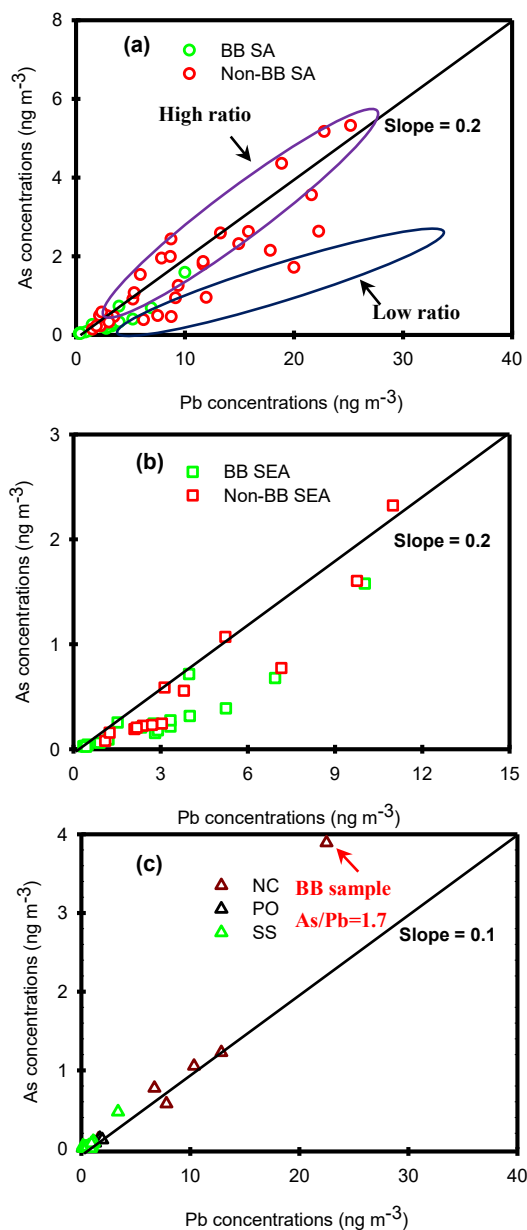 (a)
BB SA
Non-BB SA
High ratio
Slope = 0.2
Low ratio
8
6
4
2
0
0 10 20 30 40
As concentrations (ng m⁻³)
Pb concentrations (ng m⁻³)
(b)
BB SEA
Non-BB SEA
Slope = 0.2
3
2
1
0
0 3 6 9 12 15
As concentrations (ng m⁻³)
Pb concentrations (ng m⁻³)
(c)
NC
PO
SS
BB sample
As/Pb=1.7
Slope = 0.1
4
3
2
1
0
0 10 20 30 40
As concentrations (ng m⁻³)
Pb concentrations (ng m⁻³)